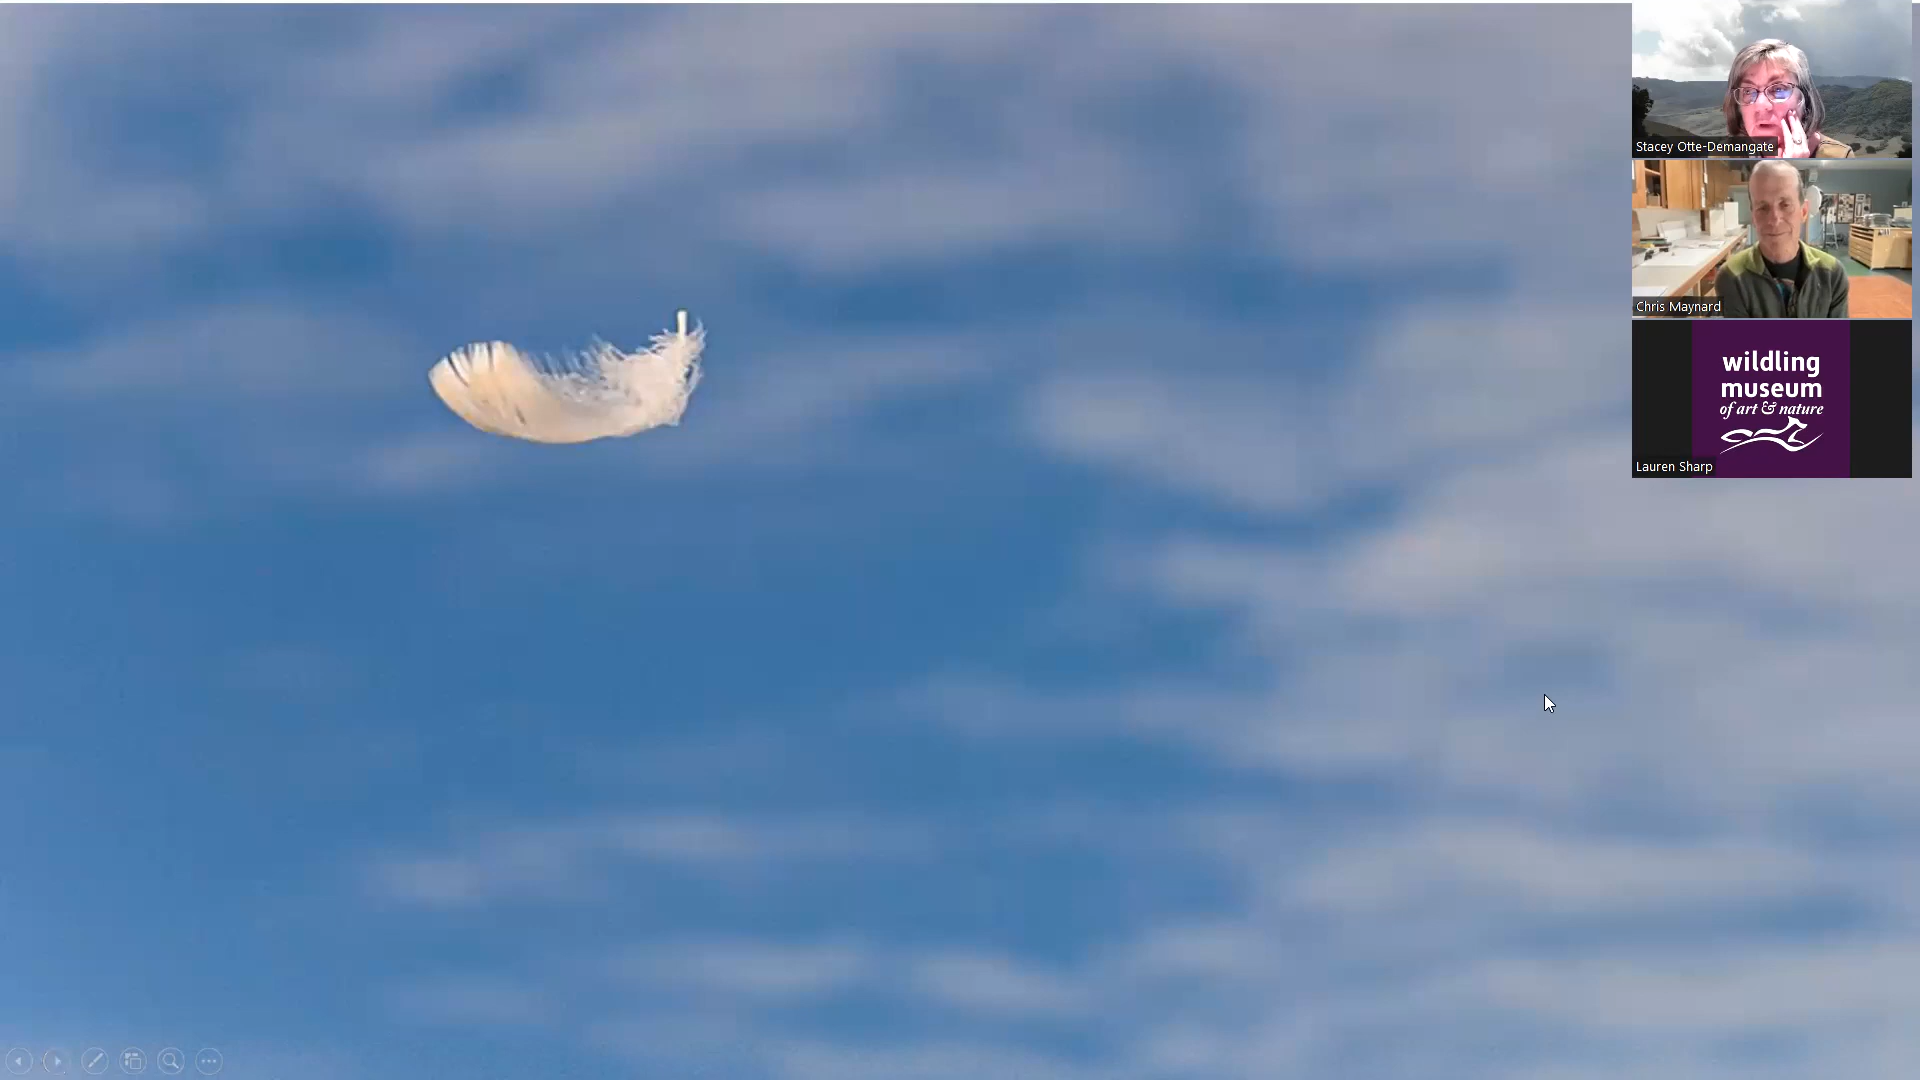 Stacey Otte-Demangate
Chris Maynard
wildling
museum
of art & nature
Lauren Sharp